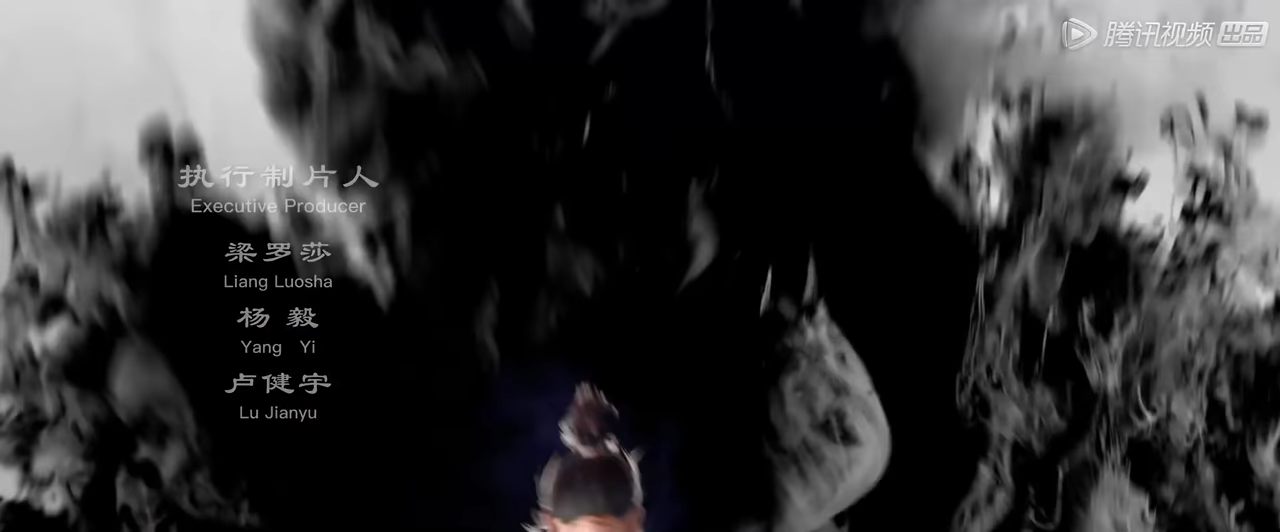 腾讯视频 出品
执行制片人
Executive Producer
梁罗莎
Liang Luosha
杨 毅
Yang Yi
卢健宇
Lu Jianyu